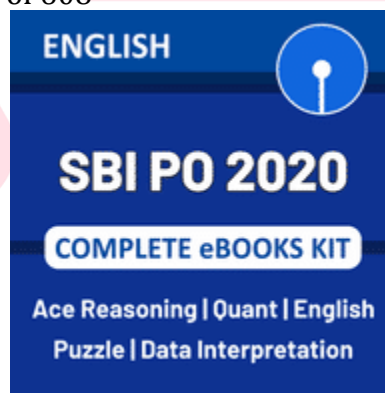 ENGLISH
SBI PO 2020
COMPLETE eBOOKS KIT
Ace Reasoning | Quant | English
Puzzle | Data Interpretation